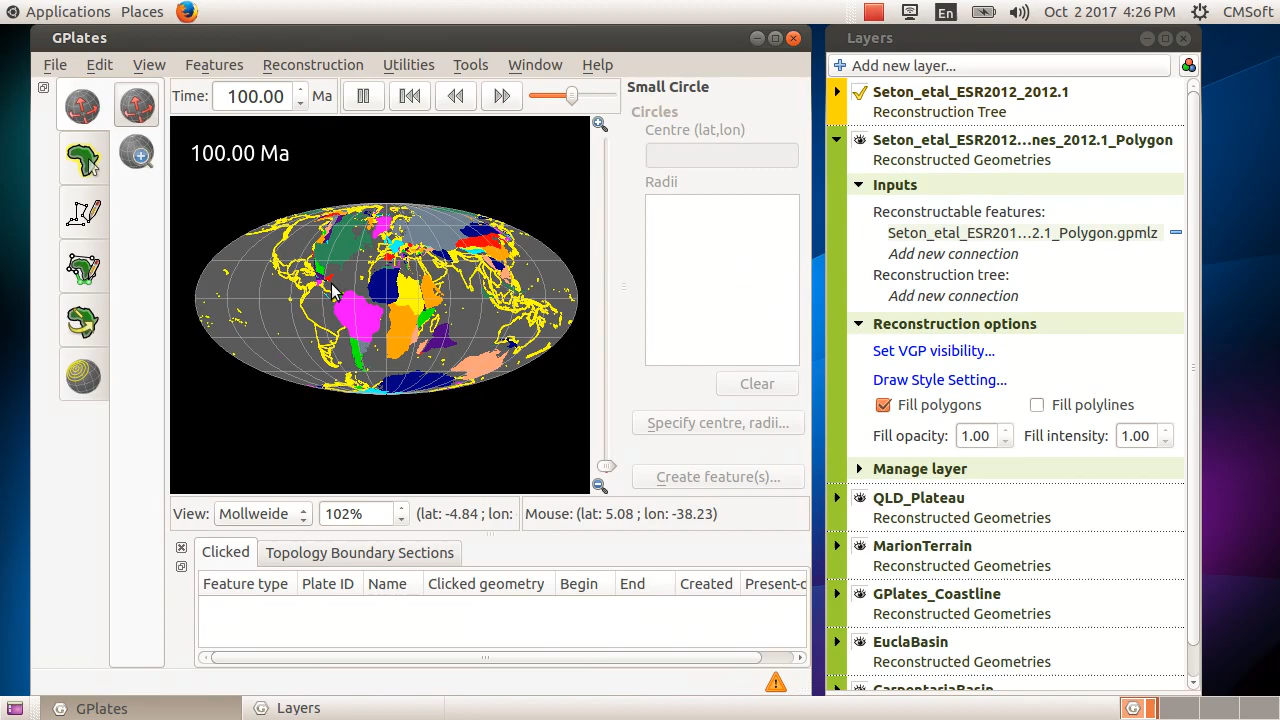 Applications Places En Oct 2 2017 4:26 PM CMSoft
GPlates
File Edit View Features Reconstruction Utilities Tools Window Help
Time: 100.00 Ma
100.00 Ma
Small Circle
Circles
Centre (lat,lon)
Radii
Clear
Specify centre, radii...
Create feature(s)...
View: Mollweide 102% (lat: -4.84 ; lon: Mouse: (lat: 5.08 ; lon: -38.23)
Clicked Topology Boundary Sections
Feature type Plate ID Name Clicked geometry Begin End Created Present-c
Layers
Add new layer...
Seton_etal_ESR2012_2012.1
Reconstruction Tree
Seton_etal_ESR2012...nes_2012.1_Polygon
Reconstructed Geometries
Inputs
Reconstructable features:
Seton_etal_ESR201...2.1_Polygon.gpmlz
Add new connection
Reconstruction tree:
Add new connection
Reconstruction options
Set VGP visibility...
Draw Style Setting...
Fill polygons Fill polylines
Fill opacity: 1.00 Fill intensity: 1.00
Manage layer
QLD_Plateau
Reconstructed Geometries
MarionTerrain
Reconstructed Geometries
GPlates_Coastline
Reconstructed Geometries
EuclaBasin
Reconstructed Geometries
CarpentariaBasin
GPlates Layers